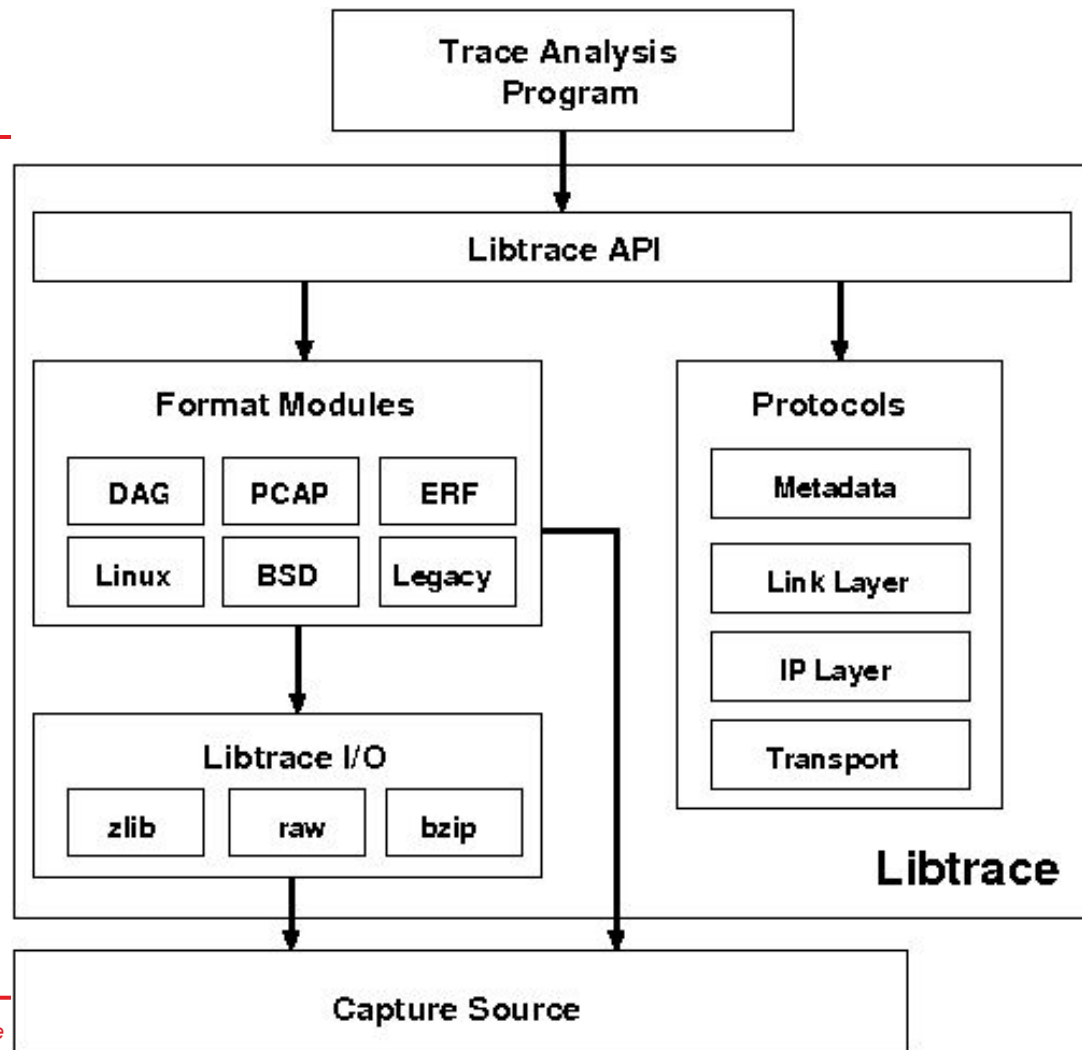 Trace Analysis
Program
Libtrace API
Format Modules
DAG
PCAP
ERF
Linux
BSD
Legacy
Protocols
Metadata
Link Layer
IP Layer
Transport
Libtrace I/O
zlib
raw
bzip
Libtrace
Capture Source
e